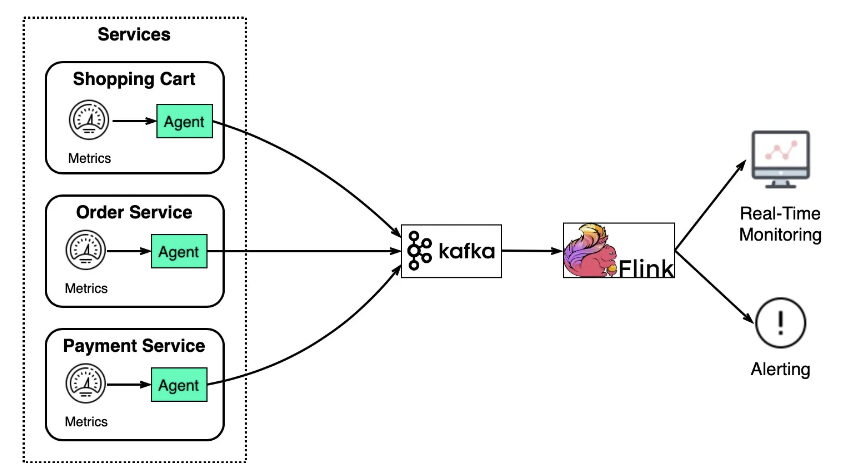 Services
Shopping Cart
Agent
Metrics
Order Service
Agent
Metrics
Payment Service
Agent
Metrics
kafka
Flink
Real-Time
Monitoring
!
Alerting